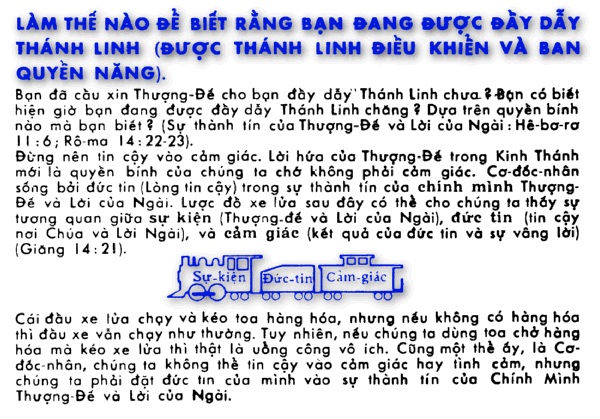 LÀM THẾ NÀO ĐỂ BIẾT RẰNG BẠN ĐANG ĐƯỢC ĐẦY DẪY
THÁNH LINH (ĐƯỢC THÁNH LINH ĐIỀU KHIỂN VÀ BAN
QUYỀN NĂNG).
Bạn đã cầu xin Thượng-Đế cho bạn đầy dẫy Thánh Linh chưa? Bạn có biết
hiện giờ bạn đang được đầy dẫy Thánh Linh chăng? Dựa trên quyền bính
nào mà bạn biết? (Sự thành tín của Thượng-Đế và Lời của Ngài: Hê-bơ-rơ
11:6; Rô-ma 14:22-23).
Đừng nên tin cậy vào cảm giác. Lời hứa của Thượng-Đế trong Kinh Thánh
mới là quyền bính của chúng ta chớ không phải cảm giác. Cơ-đốc-nhân
sống bởi đức tin (Lòng tin cậy) trong sự thành tín của chính mình Thượng-
Đế và Lời của Ngài. Lược đồ xe lửa sau đây có thể cho chúng ta thấy sự
tương quan giữa sự kiện (Thượng-đế và Lời của Ngài), đức tin (tin cậy
nơi Chúa và Lời Ngài), và cảm giác (kết quả của đức tin và sự vâng lời)
(Giăng 14:21).
Sự-kiện Đức-tin Cảm-giác
Cái đầu xe lửa chạy và kéo toa hàng hóa, nhưng nếu không có hàng hóa
thì đầu xe vẫn chạy như thường. Tuy nhiên, nếu chúng ta dùng toa chở hàng
hóa mà kéo xe lửa thì thật là uổng công vô ích. Cũng một thể ấy, là Cơ-
đốc-nhân, chúng ta không thể tin cậy vào cảm giác hay tình cảm, nhưng
chúng ta phải đặt đức tin của mình vào sự thành tín của Chính Mình
Thượng-Đế và Lời của Ngài.